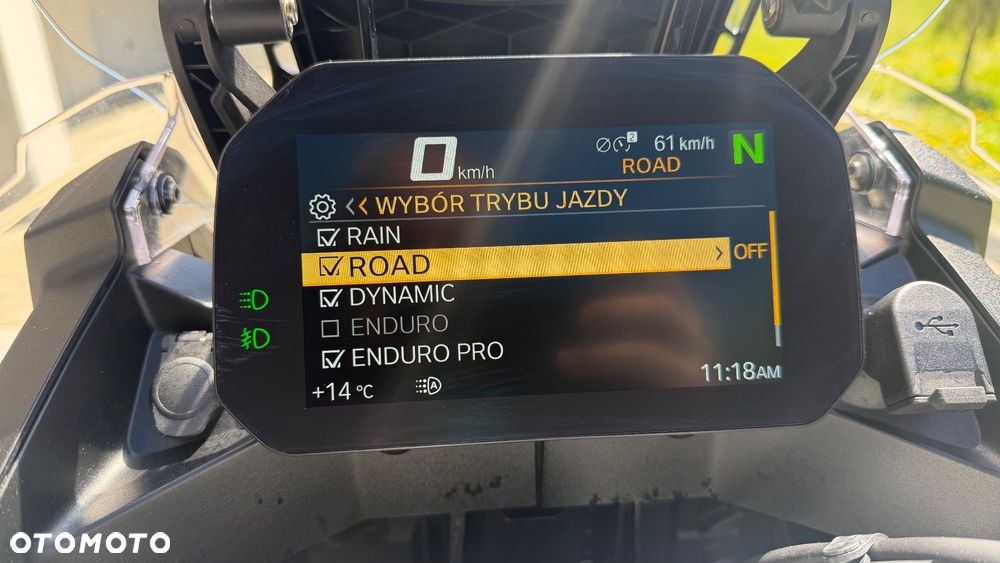 0 km/h
Ø 2 61 km/h
ROAD
N
<< WYBÓR TRYBU JAZDY
RAIN
ROAD > OFF
DYNAMIC
ENDURO
ENDURO PRO
+14 °C A 11:18AM
OTOMOTO